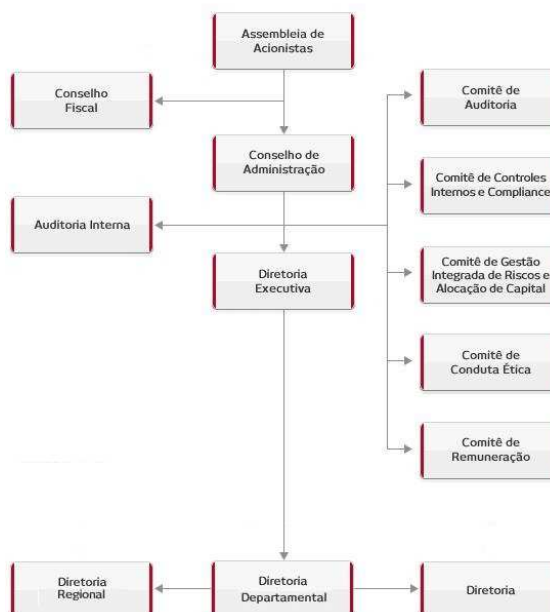 Assembleia de
Acionistas
Conselho
Fiscal
Comitê de
Auditoria
Conselho de
Administração
Comitê de Controles
Internos e Compliance
Auditoria Interna
Diretoria
Executiva
Comitê de Gestão
Integrada de Riscos e
Alocação de Capital
Comitê de
Conduta Ética
Comitê de
Remuneração
Diretoria
Regional
Diretoria
Departamental
Diretoria